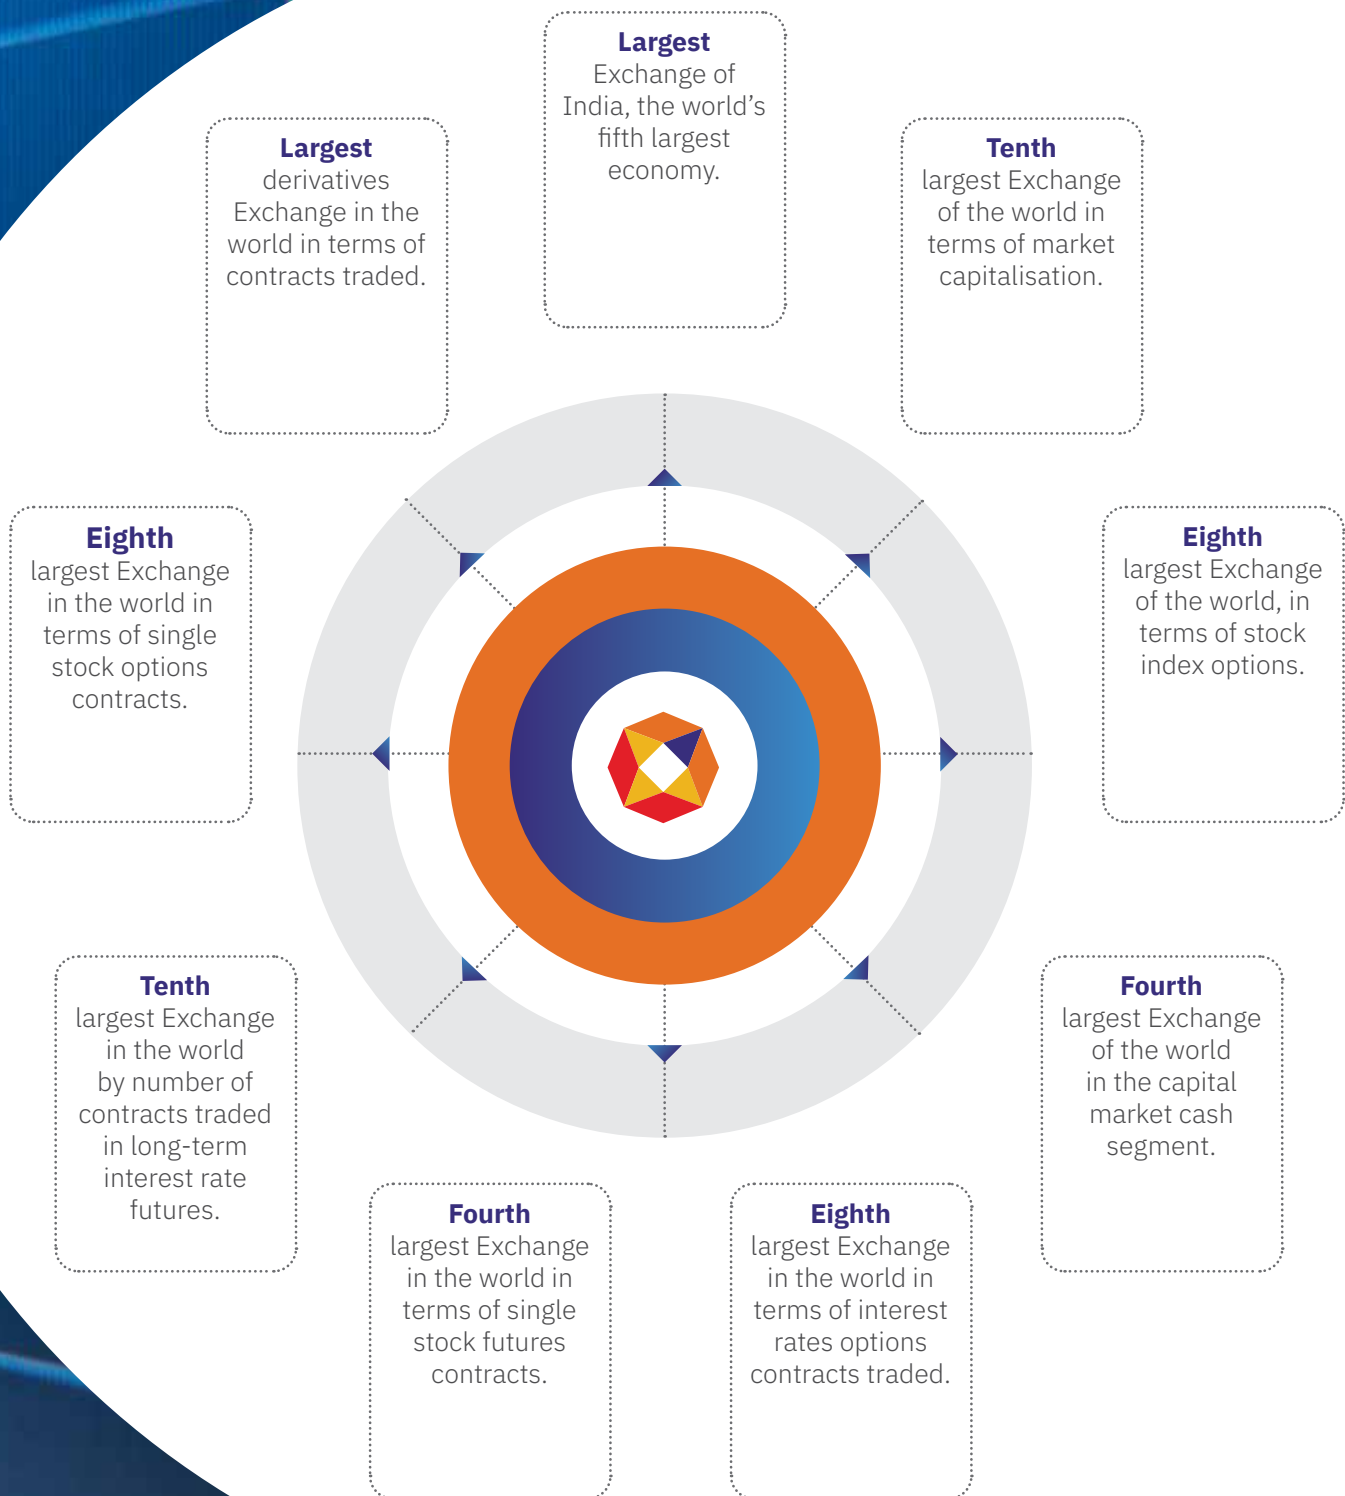 Largest
Exchange of
India, the world’s
fifth largest
economy.
Largest
derivatives
Exchange in the
world in terms of
contracts traded.
Tenth
largest Exchange
of the world in
terms of market
capitalisation.
Eighth
largest Exchange
in the world in
terms of single
stock options
contracts.
Eighth
largest Exchange
of the world, in
terms of stock
index options.
Tenth
largest Exchange
in the world
by number of
contracts traded
in long-term
interest rate
futures.
Fourth
largest Exchange
of the world
in the capital
market cash
segment.
Fourth
largest Exchange
in the world in
terms of single
stock futures
contracts.
Eighth
largest Exchange
in the world in
terms of interest
rates options
contracts traded.